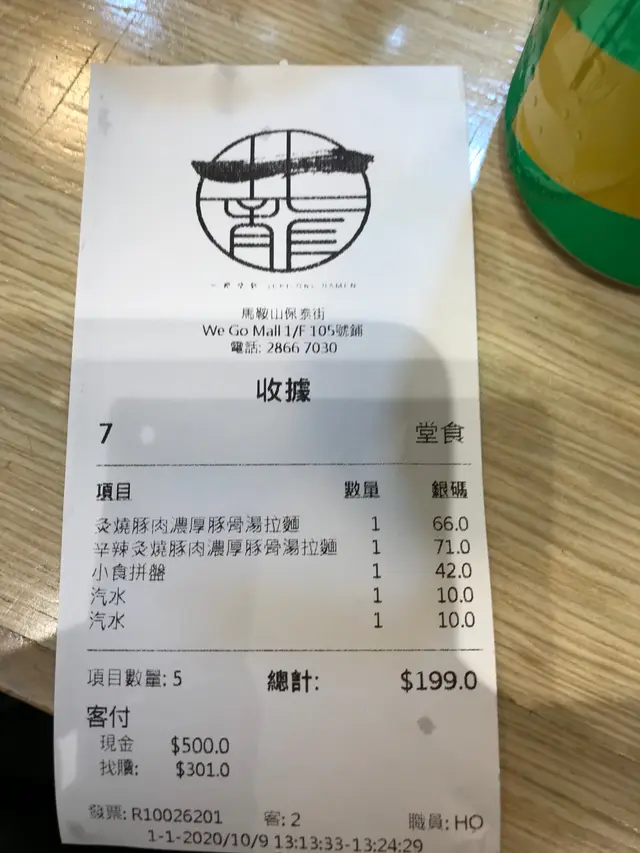 馬鞍山保泰街
We Go Mall 1/F 105號鋪
電話: 2866 7030
收據
7 堂食
項目 數量 銀碼
炙燒豚肉濃厚豚骨湯拉麵 1 66.0
辛辣炙燒豚肉濃厚豚骨湯拉麵 1 71.0
小食拼盤 1 42.0
汽水 1 10.0
汽水 1 10.0
項目數量: 5 總計: $199.0
客付
現金 $500.0
找贖: $301.0
發票: R10026201 客: 2 職員: HO
1-1-2020/10/9 13:13:33-13:24:29